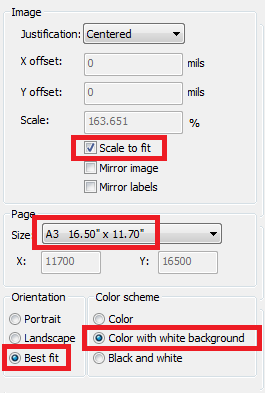 Image
Justification: Centered
X offset: 0 mils
Y offset: 0 mils
Scale: 163.651 %
Scale to fit
Mirror image
Mirror labels
Page
Size A3 16.50" x 11.70"
X: 11700 Y: 16500
Orientation Color scheme
Portrait Color
Landscape Color with white background
Best fit Black and white